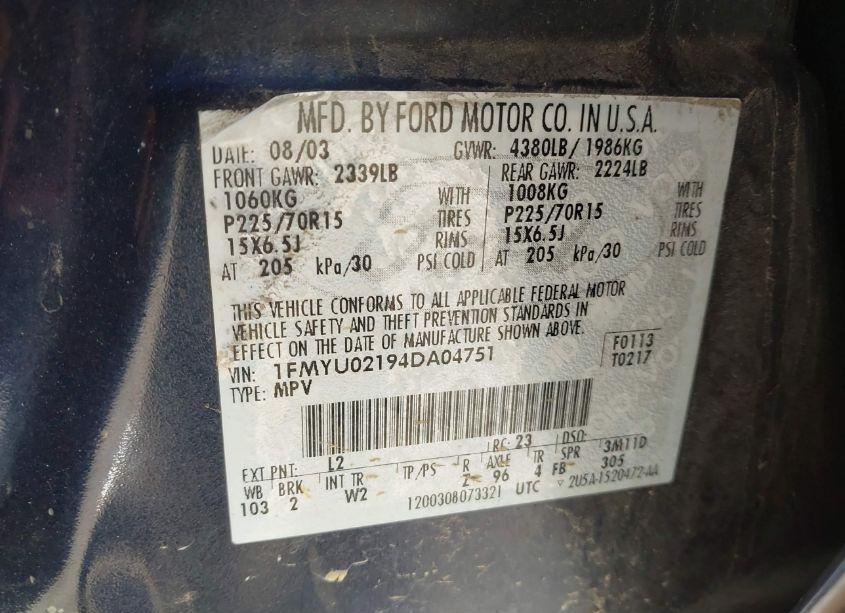 MFD. BY FORD MOTOR CO. IN U.S.A.
DATE: 08/03 GVWR: 4380LB/ 1986KG
FRONT GAWR: 2339LB REAR GAWR: 2224LB
1060KG WITH 1008KG WITH
P225/70R15 TIRES P225/70R15 TIRES
15X6.5J RIMS 15X6.5J RIMS
AT 205 kPa/30 PSI COLD AT 205 kPa/30 PSI COLD
THIS VEHICLE CONFORMS TO ALL APPLICABLE FEDERAL MOTOR
VEHICLE SAFETY AND THEFT PREVENTION STANDARDS IN
EFFECT ON THE DATE OF MANUFACTURE SHOWN ABOVE.
VIN: 1FMYU02194DA04751 F0113
TYPE: MPV T0217
EXT PNT: L2 RC: 23 DSO: 3M11D
WB BRK INT TR TP/PS R AXLE TR SPR
103 2 W2 Z 96 4 FB 305
1200308073321 UTC ▽ 2U5A-1520472-AA